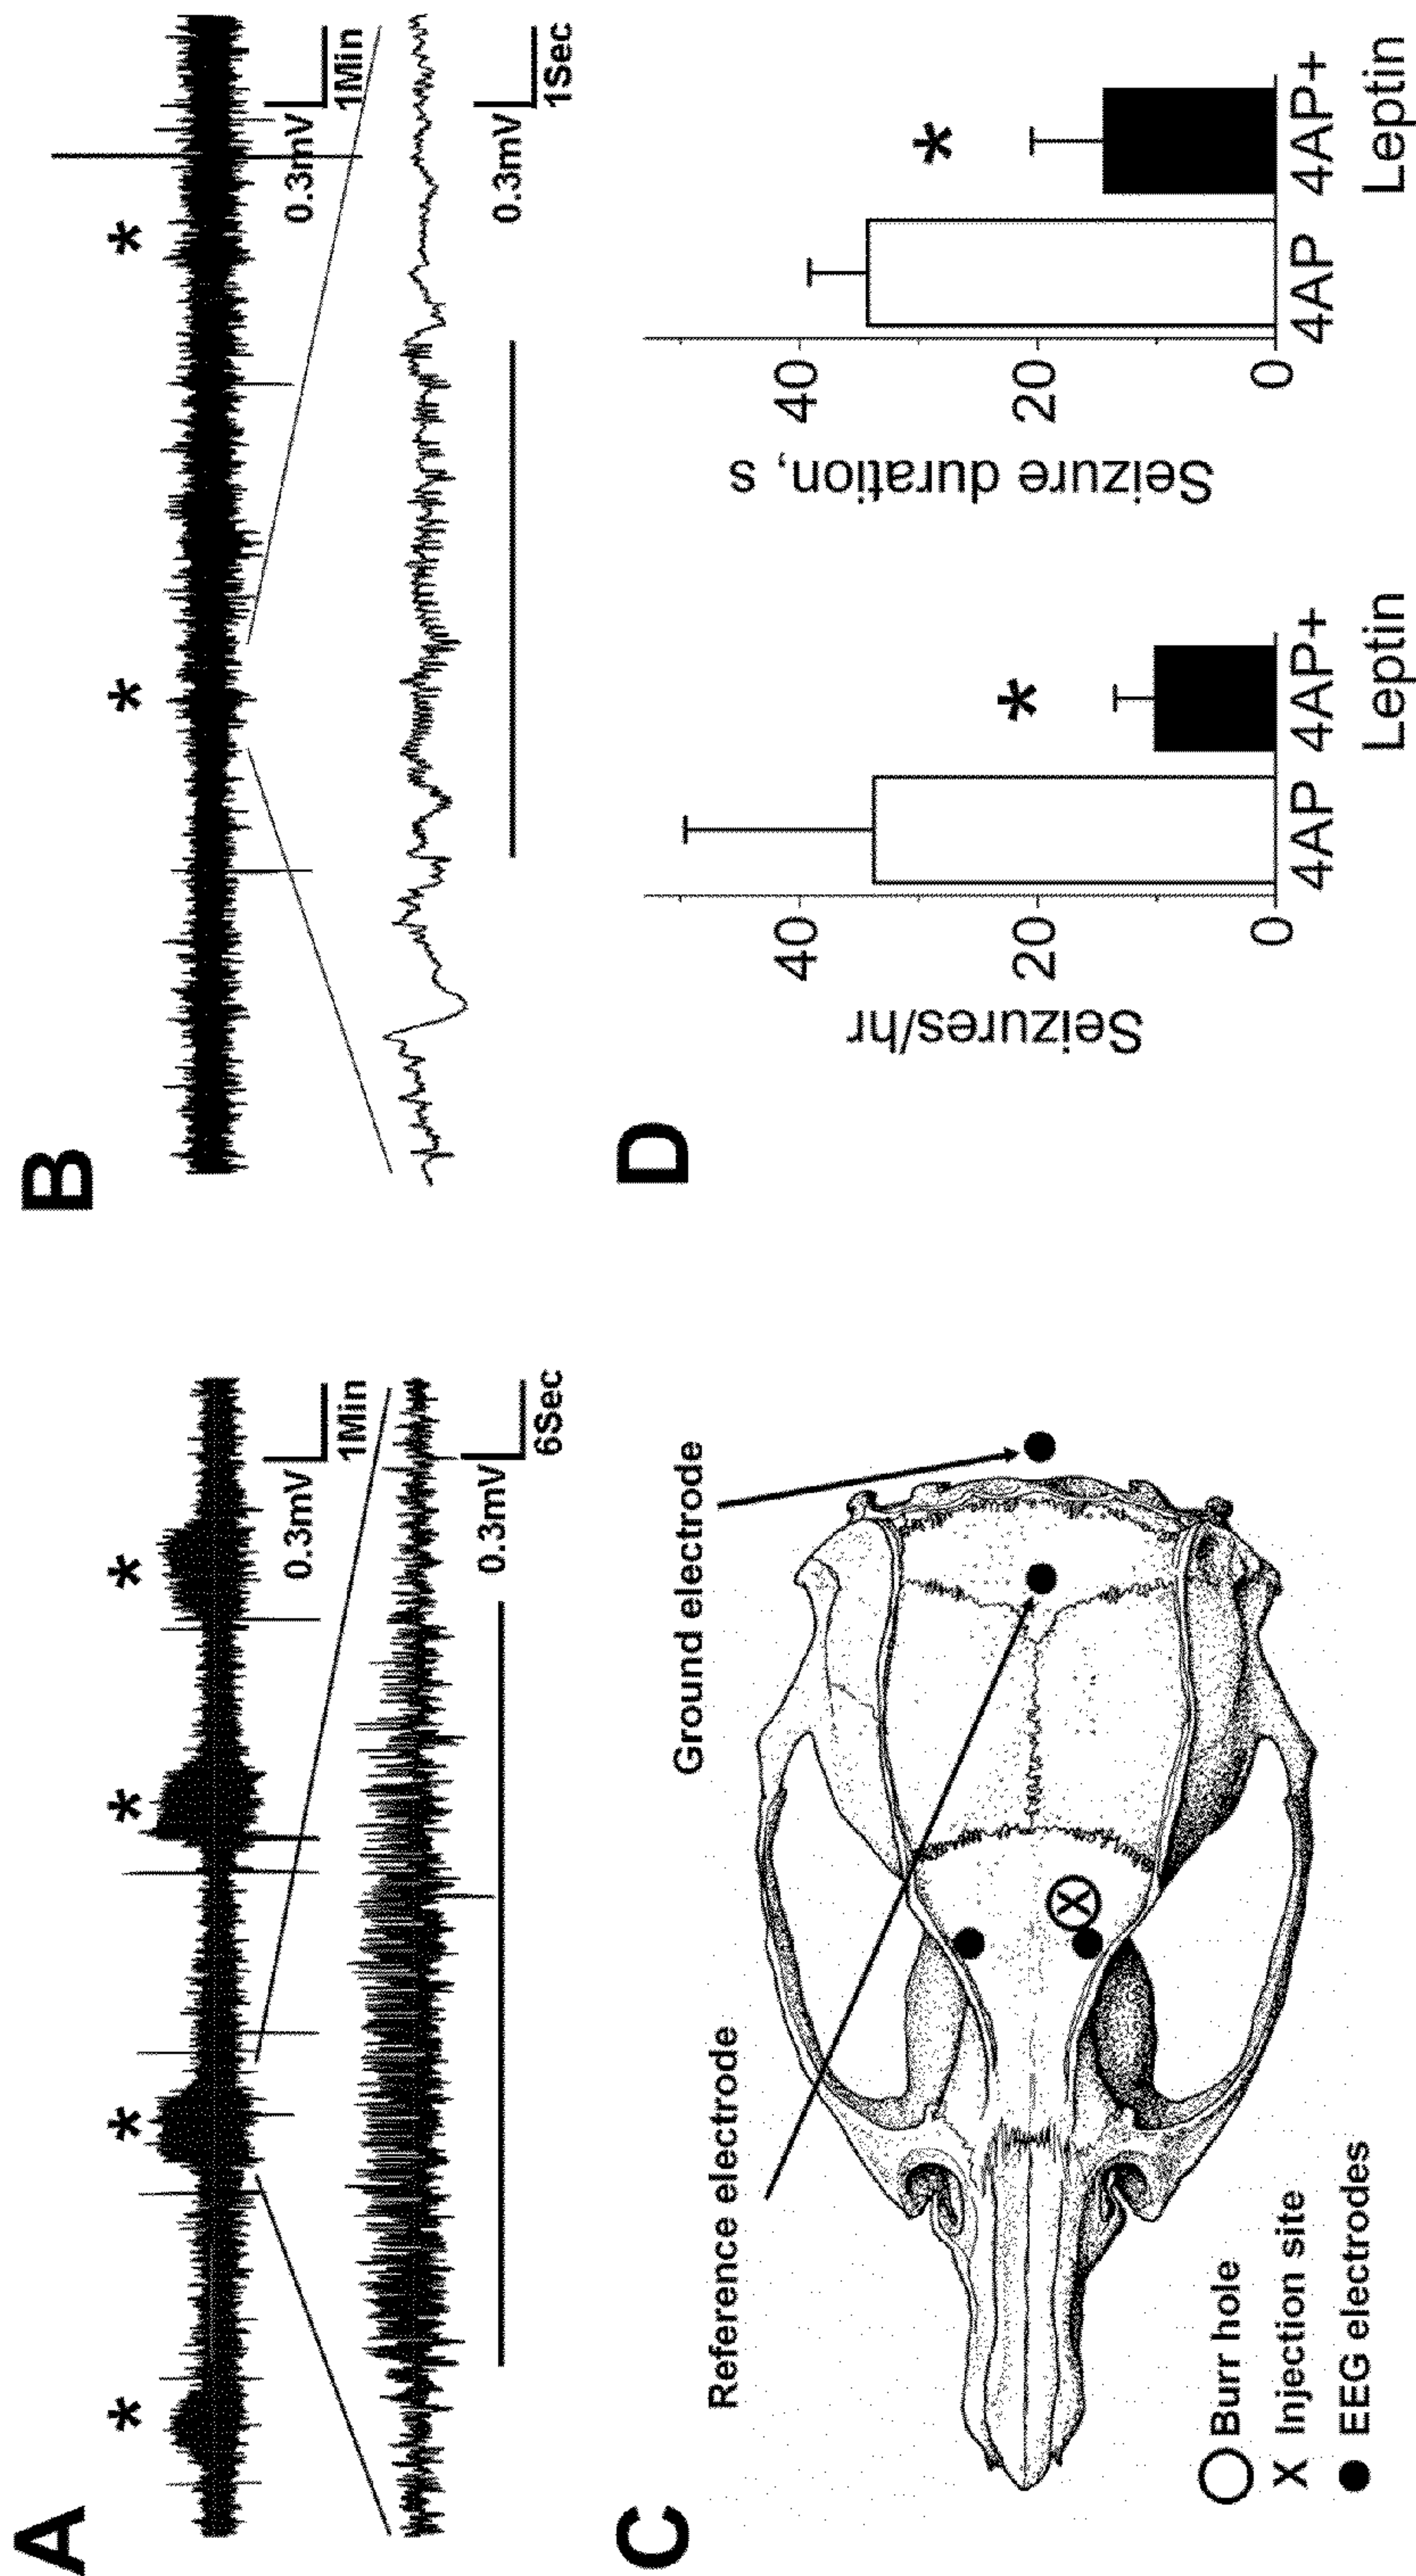 A
*
*
*
*
0.3mV
1Min
0.3mV
6Sec
B
*
*
0.3mV
1Min
0.3mV
1Sec
C
Reference electrode
Ground electrode
X
Burr hole
X Injection site
EEG electrodes
D
Seizures/hr
40
20
0
*
4AP 4AP+
Leptin
Seizure duration, s
40
20
0
*
4AP 4AP+
Leptin